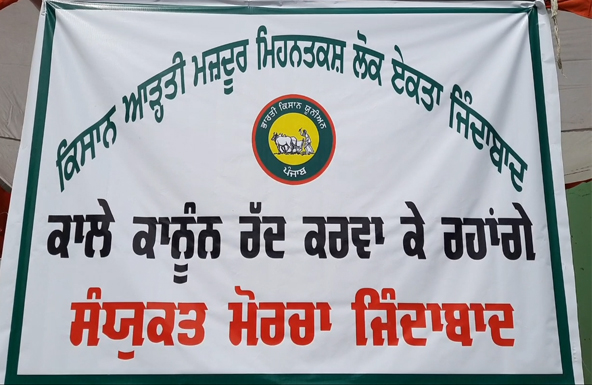 ਕਿਸਾਨ ਆੜ੍ਹਤੀ ਮਜ਼ਦੂਰ ਮਿਹਨਤਕਸ਼ ਲੋਕ ਏਕਤਾ ਜਿੰਦਾਬਾਦ
ਭਾਰਤੀ ਕਿਸਾਨ ਯੂਨੀਅਨ
ਪੰਜਾਬ
ਕਾਲੇ ਕਾਨੂੰਨ ਰੱਦ ਕਰਵਾ ਕੇ ਰਹਾਂਗੇ
ਸੰਯੁਕਤ ਮੋਰਚਾ ਜਿੰਦਾਬਾਦ